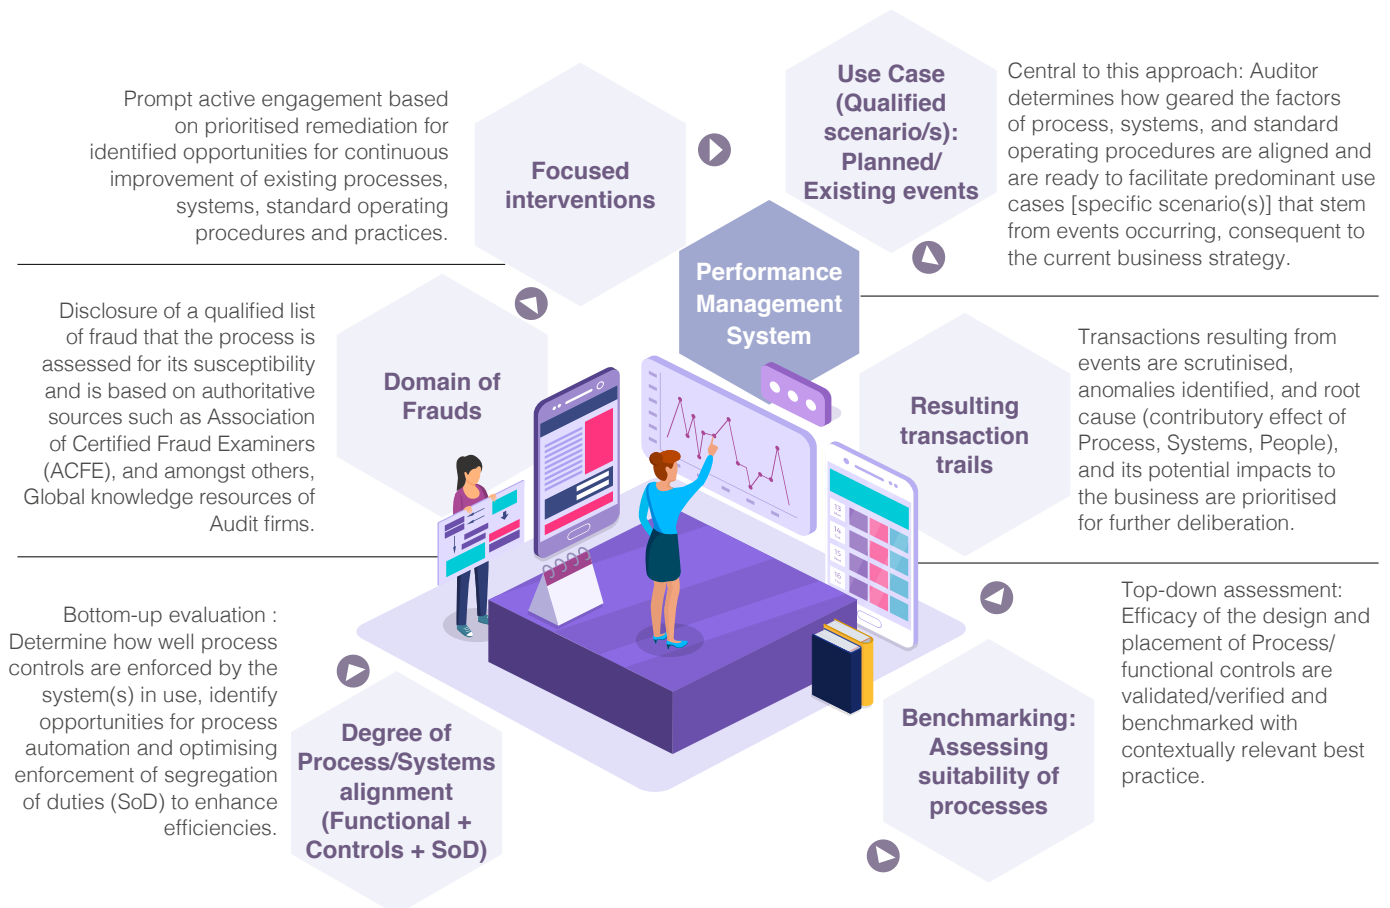 Prompt active engagement based
on prioritised remediation for
identified opportunities for continuous
improvement of existing processes,
systems, standard operating
procedures and practices.
Focused
interventions
Use Case
(Qualified
scenario/s):
Planned/
Existing events
Central to this approach: Auditor
determines how geared the factors
of process, systems, and standard
operating procedures are aligned and
are ready to facilitate predominant use
cases [specific scenario(s)] that stem
from events occurring, consequent to
the current business strategy.
Performance
Management
System
Disclosure of a qualified list
of fraud that the process is
assessed for its susceptibility
and is based on authoritative
sources such as Association
of Certified Fraud Examiners
(ACFE), and amongst others,
Global knowledge resources of
Audit firms.
Domain of
Frauds
Resulting
transaction
trails
Transactions resulting from
events are scrutinised,
anomalies identified, and root
cause (contributory effect of
Process, Systems, People),
and its potential impacts to
the business are prioritised
for further deliberation.
13
14
15
16
Bottom-up evaluation :
Determine how well process
controls are enforced by the
system(s) in use, identify
opportunities for process
automation and optimising
enforcement of segregation
of duties (SoD) to enhance
efficiencies.
Degree of
Process/Systems
alignment
(Functional +
Controls + SoD)
Benchmarking:
Assessing
suitability of
processes
Top-down assessment:
Efficacy of the design and
placement of Process/
functional controls are
validated/verified and
benchmarked with
contextually relevant best
practice.